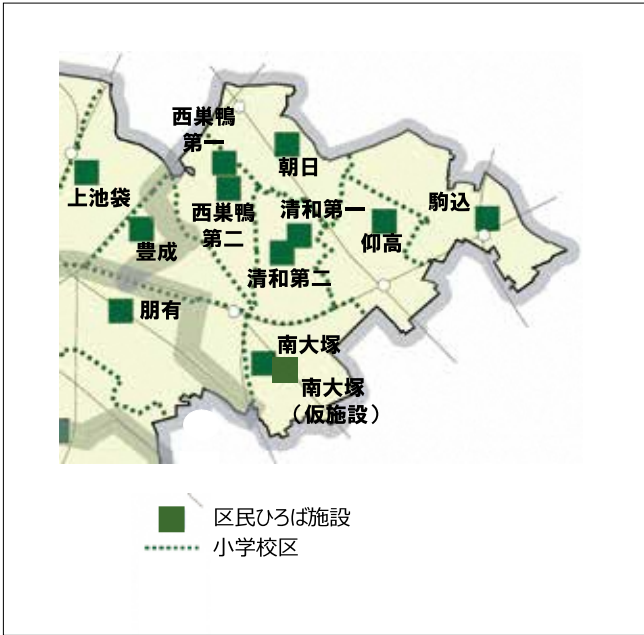 西巣鴨
第一
朝日
上池袋
西巣鴨
第二
清和第一
駒込
仰高
豊成
清和第二
朋有
南大塚
南大塚
（仮施設）
区民ひろば施設
小学校区